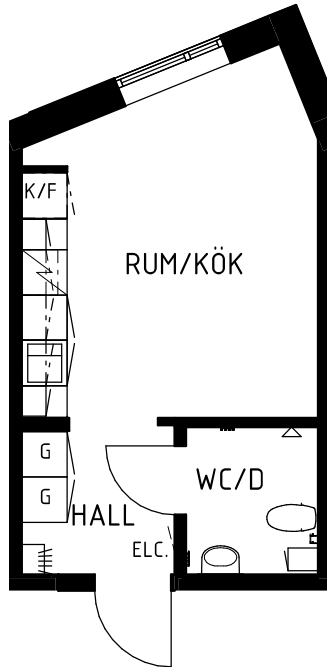 K/F
RUM/KÖK
G
WC/D
G
HALL
ELC.